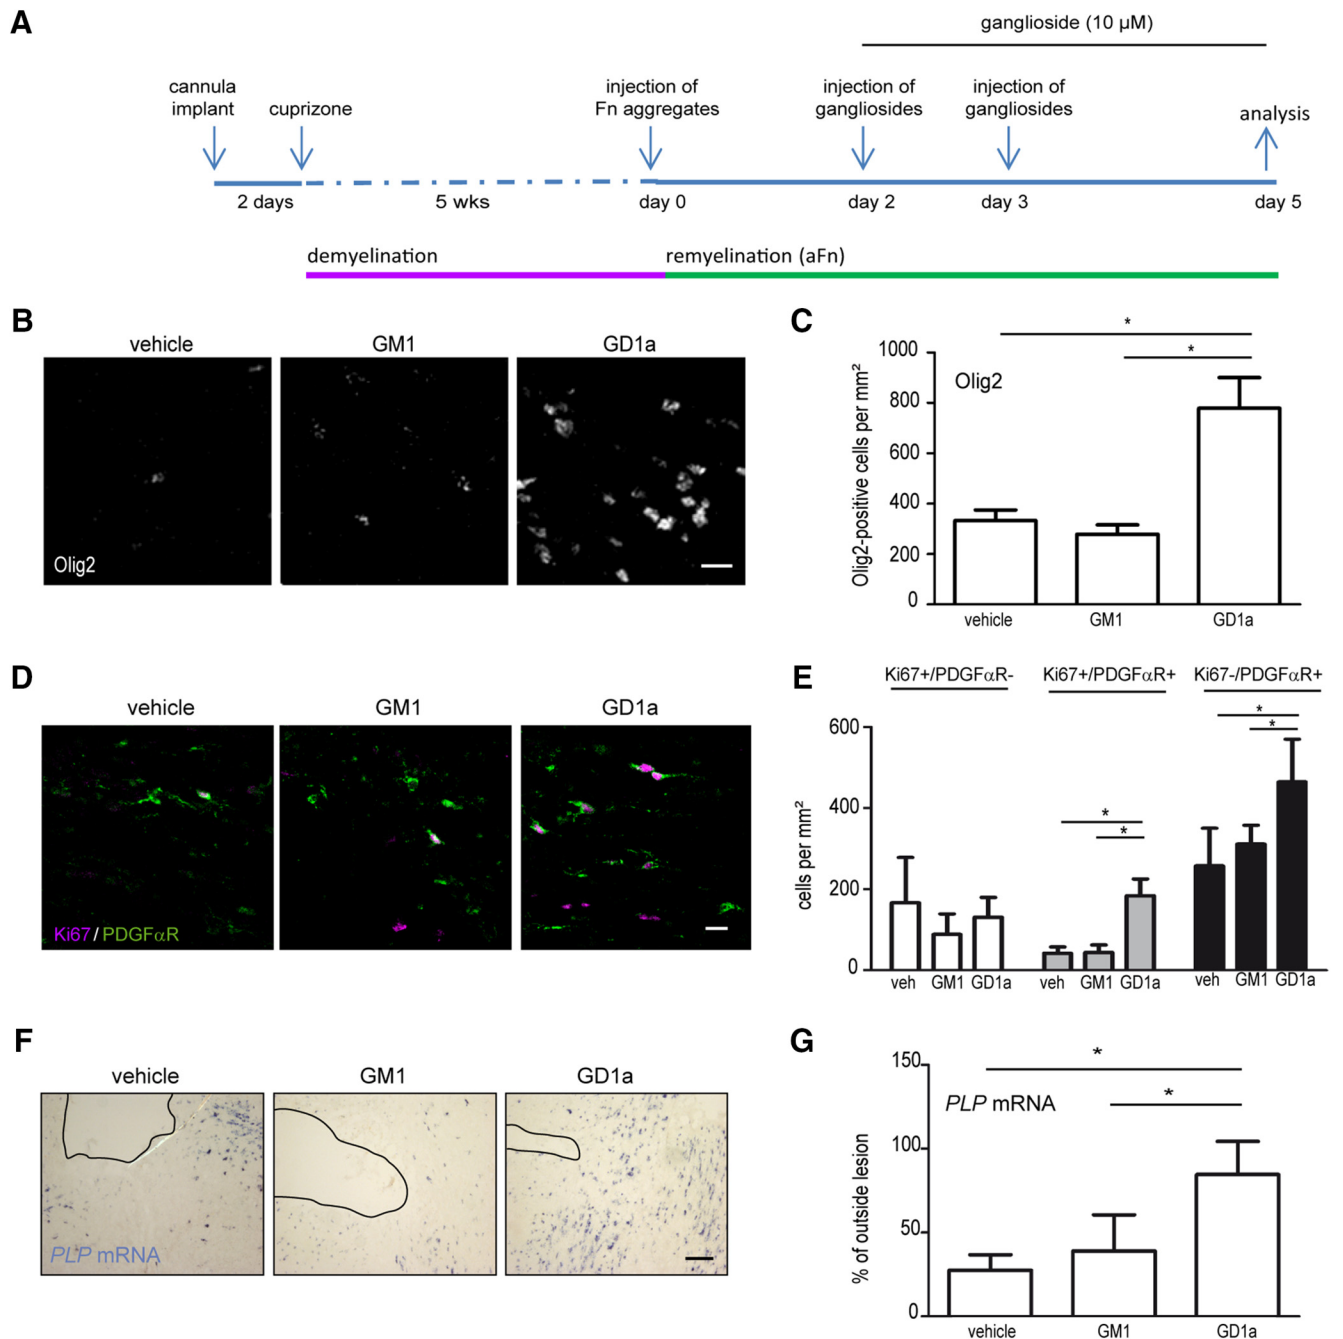 A
ganglioside (10 µM)
cannula
implant
cuprizone
injection of
Fn aggregates
injection of
gangliosides
injection of
gangliosides
analysis
2 days
5 wks
day 0
day 2
day 3
day 5
demyelination
remyelination (aFn)
B
vehicle
GM1
GD1a
Olig2
C
*
*
Olig2
Olig2-positive cells per mm²
1000
800
600
400
200
0
vehicle
GM1
GD1a
D
vehicle
GM1
GD1a
Ki67/PDGFαR
E
Ki67+/PDGFαR-
Ki67+/PDGFαR+
Ki67-/PDGFαR+
*
*
*
*
cells per mm²
600
400
200
0
veh GM1 GD1a
veh GM1 GD1a
veh GM1 GD1a
F
vehicle
GM1
GD1a
PLP mRNA
G
*
*
PLP mRNA
% of outside lesion
150
100
50
0
vehicle
GM1
GD1a